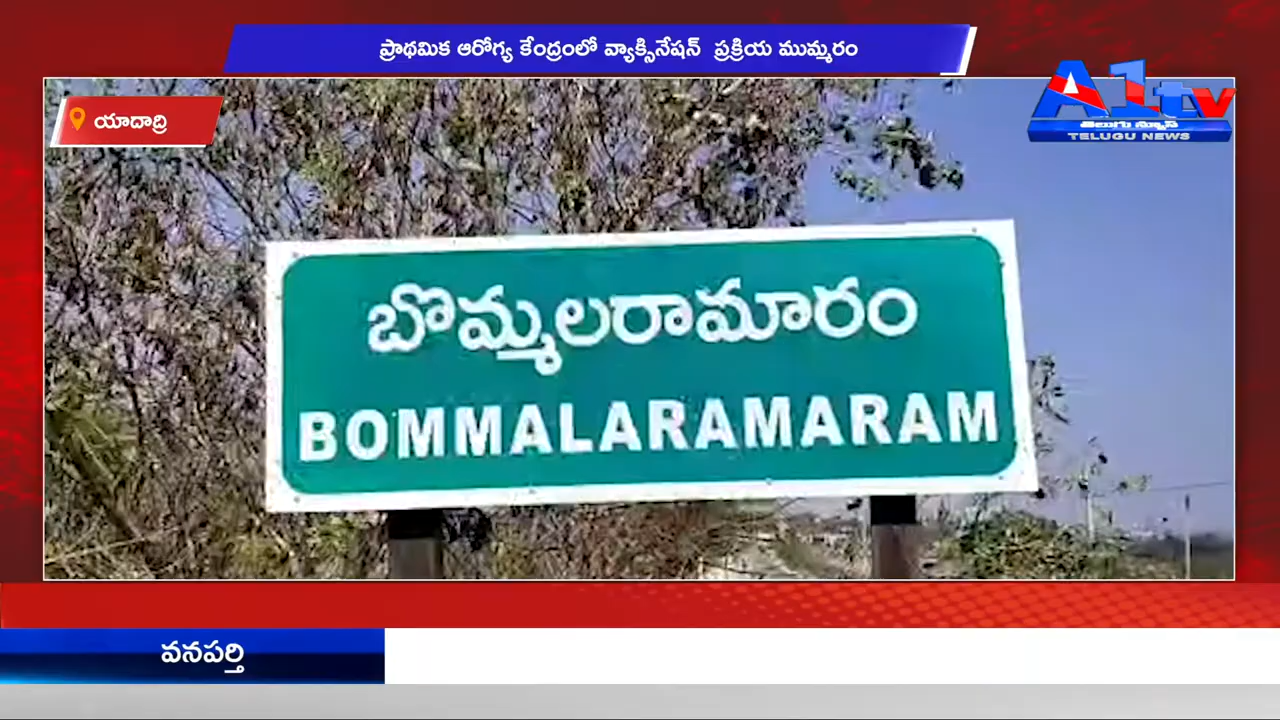 ప్రాథమిక ఆరోగ్య కేంద్రంలో వ్యాక్సినేషన్ ప్రక్రియ ముమ్మరం
యాదాద్రి
A1tv
తెలుగు న్యూస్
TELUGU NEWS
బొమ్మలరామారం
BOMMALARAMARAM
వనపర్తి